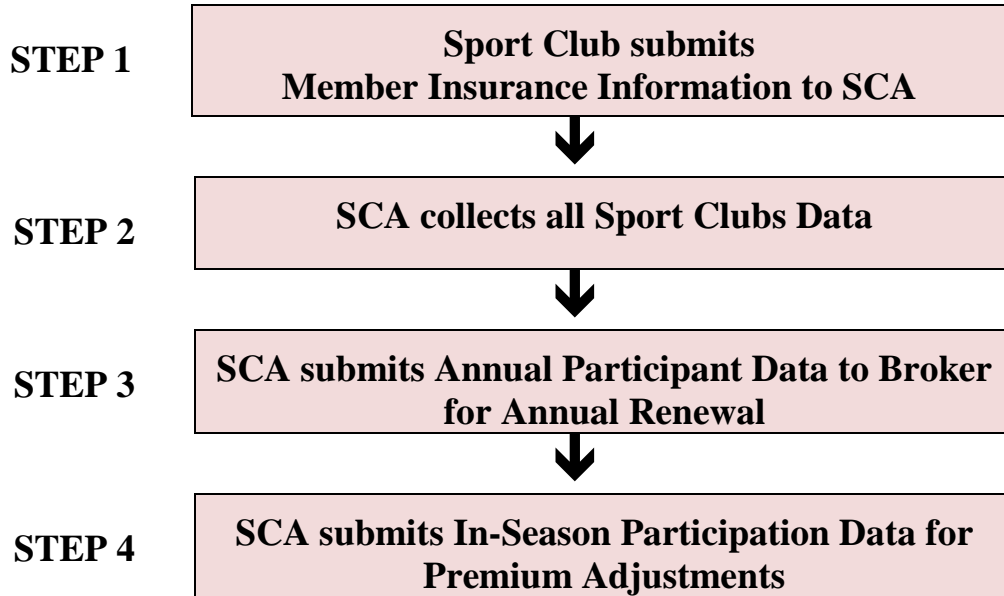 STEP 1
Sport Club submits
Member Insurance Information to SCA
STEP 2
SCA collects all Sport Clubs Data
STEP 3
SCA submits Annual Participant Data to Broker
for Annual Renewal
STEP 4
SCA submits In-Season Participation Data for
Premium Adjustments